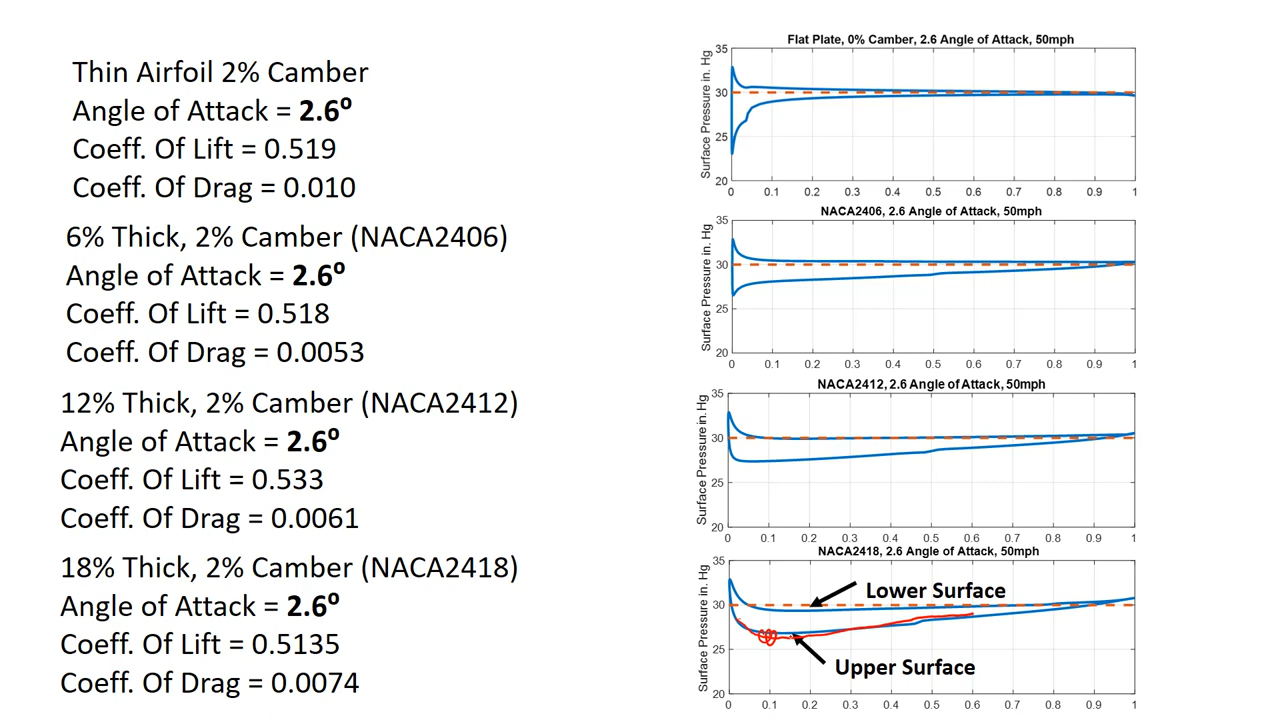 Thin Airfoil 2% Camber
Angle of Attack = 2.6º
Coeff. Of Lift = 0.519
Coeff. Of Drag = 0.010
6% Thick, 2% Camber (NACA2406)
Angle of Attack = 2.6º
Coeff. Of Lift = 0.518
Coeff. Of Drag = 0.0053
12% Thick, 2% Camber (NACA2412)
Angle of Attack = 2.6º
Coeff. Of Lift = 0.533
Coeff. Of Drag = 0.0061
18% Thick, 2% Camber (NACA2418)
Angle of Attack = 2.6º
Coeff. Of Lift = 0.5135
Coeff. Of Drag = 0.0074
Flat Plate, 0% Camber, 2.6 Angle of Attack, 50mph
Surface Pressure in. Hg
35
30
25
20
0 0.1 0.2 0.3 0.4 0.5 0.6 0.7 0.8 0.9 1
NACA2406, 2.6 Angle of Attack, 50mph
Surface Pressure in. Hg
35
30
25
20
0 0.1 0.2 0.3 0.4 0.5 0.6 0.7 0.8 0.9 1
NACA2412, 2.6 Angle of Attack, 50mph
Surface Pressure in. Hg
35
30
25
20
0 0.1 0.2 0.3 0.4 0.5 0.6 0.7 0.8 0.9 1
NACA2418, 2.6 Angle of Attack, 50mph
Surface Pressure in. Hg
35
30
25
20
Lower Surface
Upper Surface
0 0.1 0.2 0.3 0.4 0.5 0.6 0.7 0.8 0.9 1